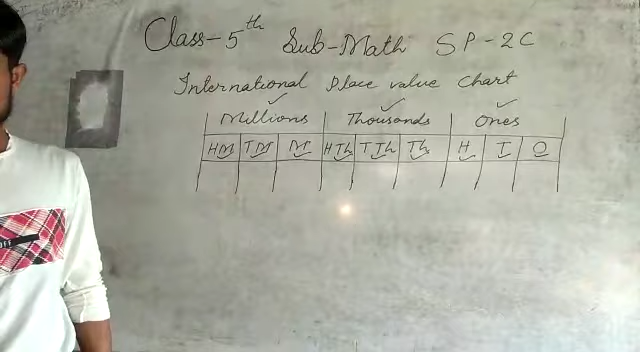 Class-5th Sub-Math SP-2C
International Place value Chart
Millions Thousands Ones
HM TM M HTh TTh Th H T O